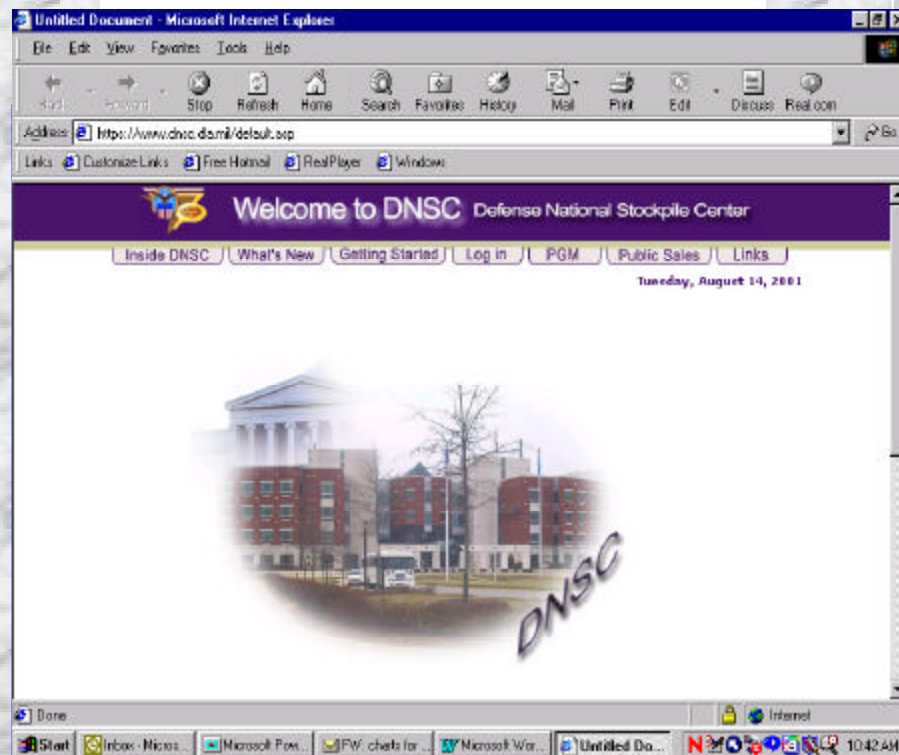 Untitled Document - Microsoft Internet Explorer
File Edit View Favorites Tools Help
Back Forward Stop Refresh Home Search Favorites History Mail Print Edit Discuss Real.com
Address https://www.dnsc.dla.mil/default.asp Go
Links Customize Links Free Hotmail RealPlayer Windows
Welcome to DNSC Defense National Stockpile Center
Inside DNSC What's New Getting Started Log in PGM Public Sales Links
Tuesday, August 14, 2001
DNSC
Done Internet
Start Inbox - Micros... Microsoft Pow... FW: charts for ... Microsoft Wor... Untitled Do... 10:42 AM